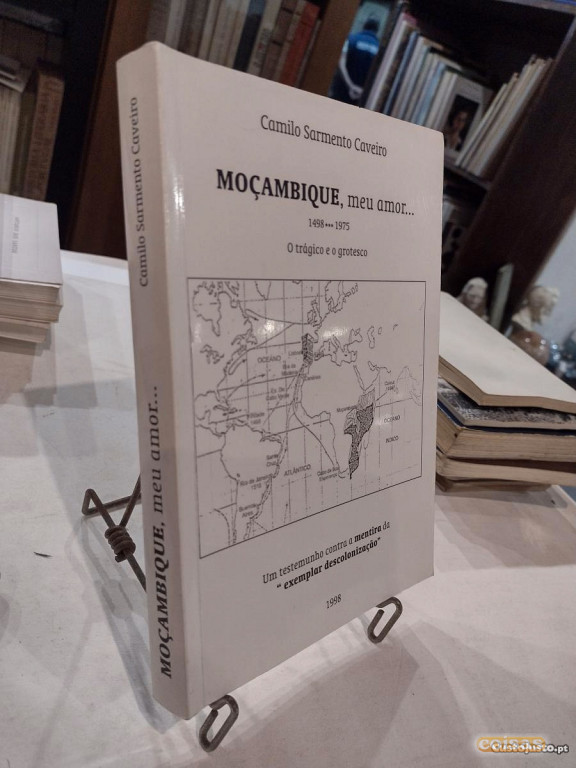 Camilo Sarmento Caveiro
MOÇAMBIQUE, meu amor...
Camilo Sarmento Caveiro
MOÇAMBIQUE, meu amor...
1498 ••• 1975
O trágico e o grotesco
OCEANO
ATLÂNTICO
OCEANO
Moçambique
Um testemunho contra a mentira da
" exemplar descolonização"
1998
CustoJusto.pt